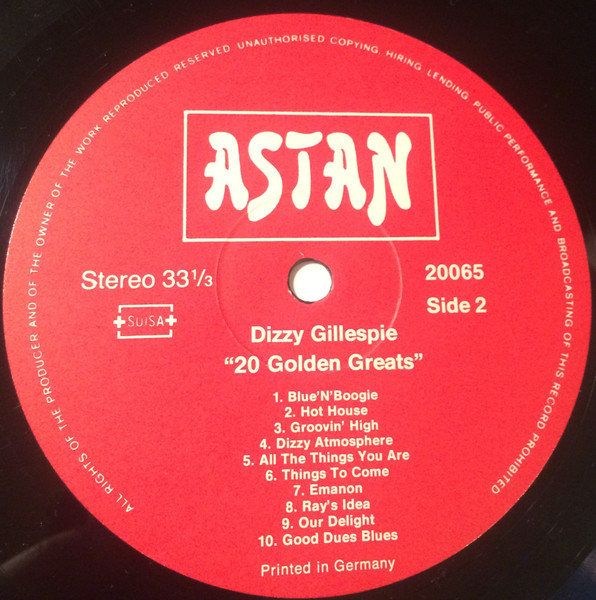 ALL RIGHTS OF THE PRODUCER AND OF THE OWNER OF THE WORK REPRODUCED RESERVED UNAUTHORISED COPYING, HIRING, LENDING, PUBLIC PERFORMANCE AND BROADCASTING OF THIS RECORD PROHIBITED
ASTAN
Stereo 33 1/3
20065
SUISA
Side 2
Dizzy Gillespie
“20 Golden Greats”
1. Blue'N'Boogie
2. Hot House
3. Groovin' High
4. Dizzy Atmosphere
5. All The Things You Are
6. Things To Come
7. Emanon
8. Ray's Idea
9. Our Delight
10. Good Dues Blues
Printed in Germany